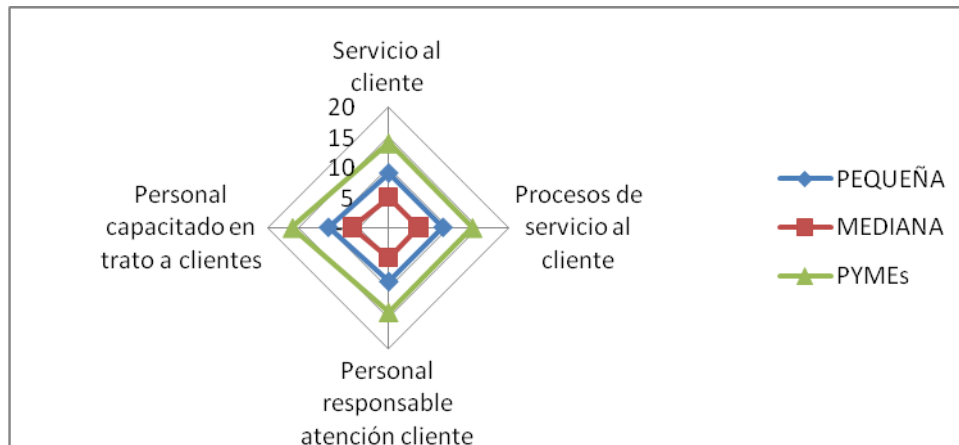 Servicio al
cliente
20
15
10
5
-
Procesos de
servicio al
cliente
Personal
responsable
atención cliente
Personal
capacitado en
trato a clientes
PEQUEÑA
MEDIANA
PYMEs